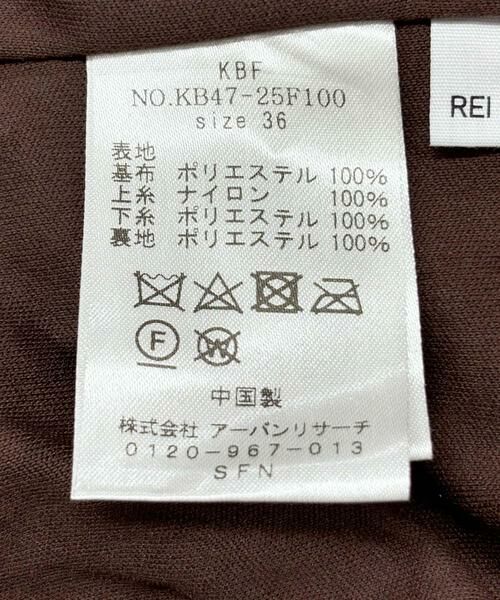 KBF
NO.KB47-25F100
size 36
表地
基布 ポリエステル 100%
上糸 ナイロン 100%
下糸 ポリエステル 100%
裏地 ポリエステル 100%
F
W
中国製
株式会社 アーバンリサーチ
0120-967-013
SFN
REI